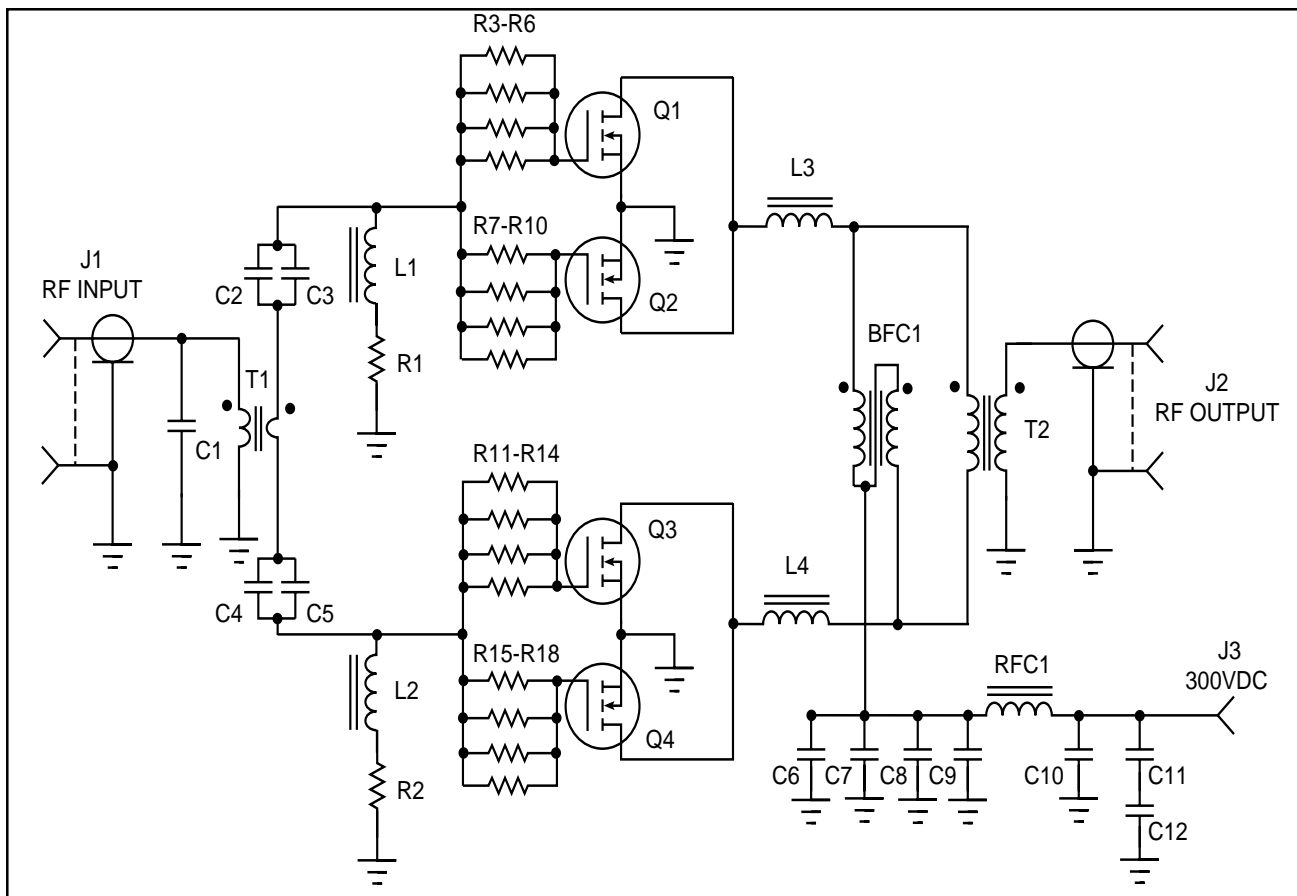 R3-R6
Q1
L3
R7-R10
J1
RF INPUT
C2
C3
L1
Q2
BFC1
T1
R1
J2
RF OUTPUT
T2
C1
R11-R14
Q3
L4
C4
C5
R15-R18
RFC1
J3
300VDC
L2
Q4
C6
C7
C8
C9
C10
C11
R2
C12